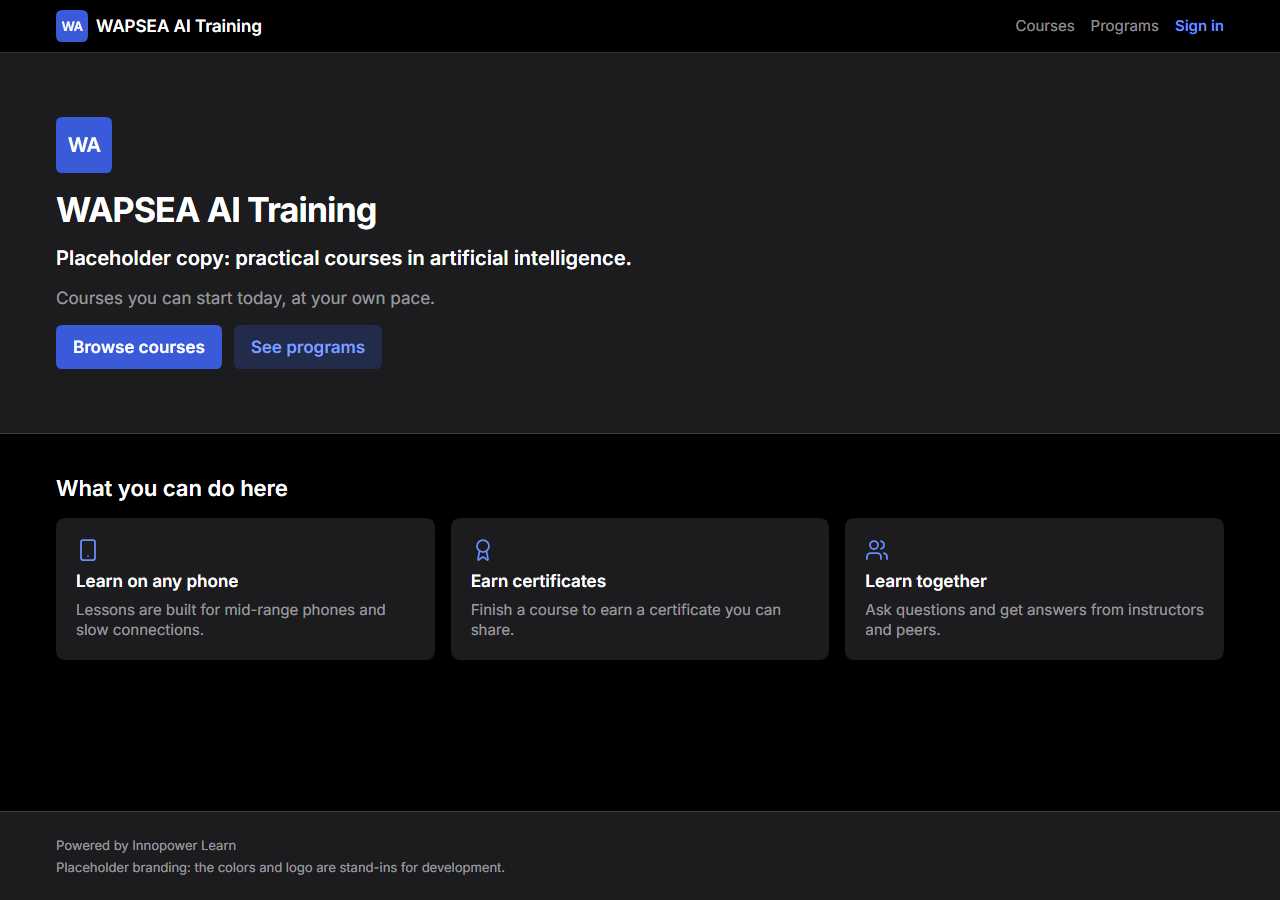 WA WAPSEA AI Training Courses Programs Sign in
WA
WAPSEA AI Training
Placeholder copy: practical courses in artificial intelligence.
Courses you can start today, at your own pace.
Browse courses See programs
What you can do here
Learn on any phone
Lessons are built for mid-range phones and
slow connections.
Earn certificates
Finish a course to earn a certificate you can
share.
Learn together
Ask questions and get answers from instructors
and peers.
Powered by Innopower Learn
Placeholder branding: the colors and logo are stand-ins for development.